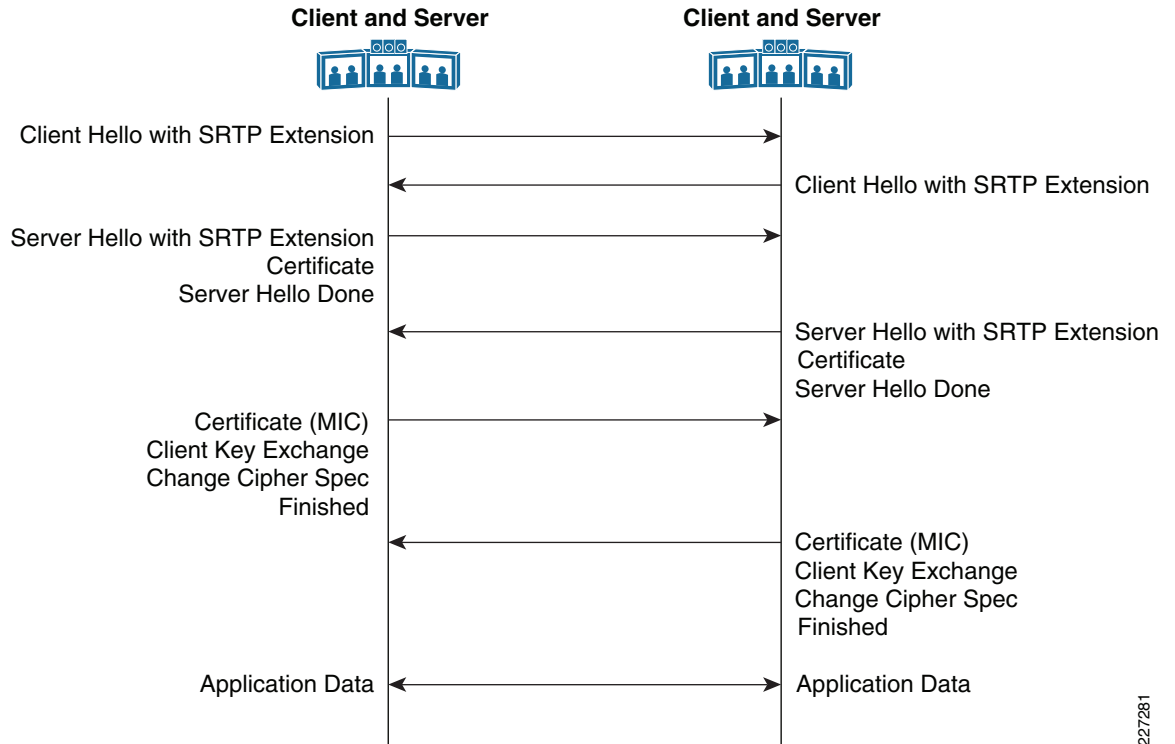 Client and Server
Client and Server
Client Hello with SRTP Extension
Client Hello with SRTP Extension
Server Hello with SRTP Extension
Certificate
Server Hello Done
Server Hello with SRTP Extension
Certificate
Server Hello Done
Certificate (MIC)
Client Key Exchange
Change Cipher Spec
Finished
Certificate (MIC)
Client Key Exchange
Change Cipher Spec
Finished
Application Data
Application Data
227281